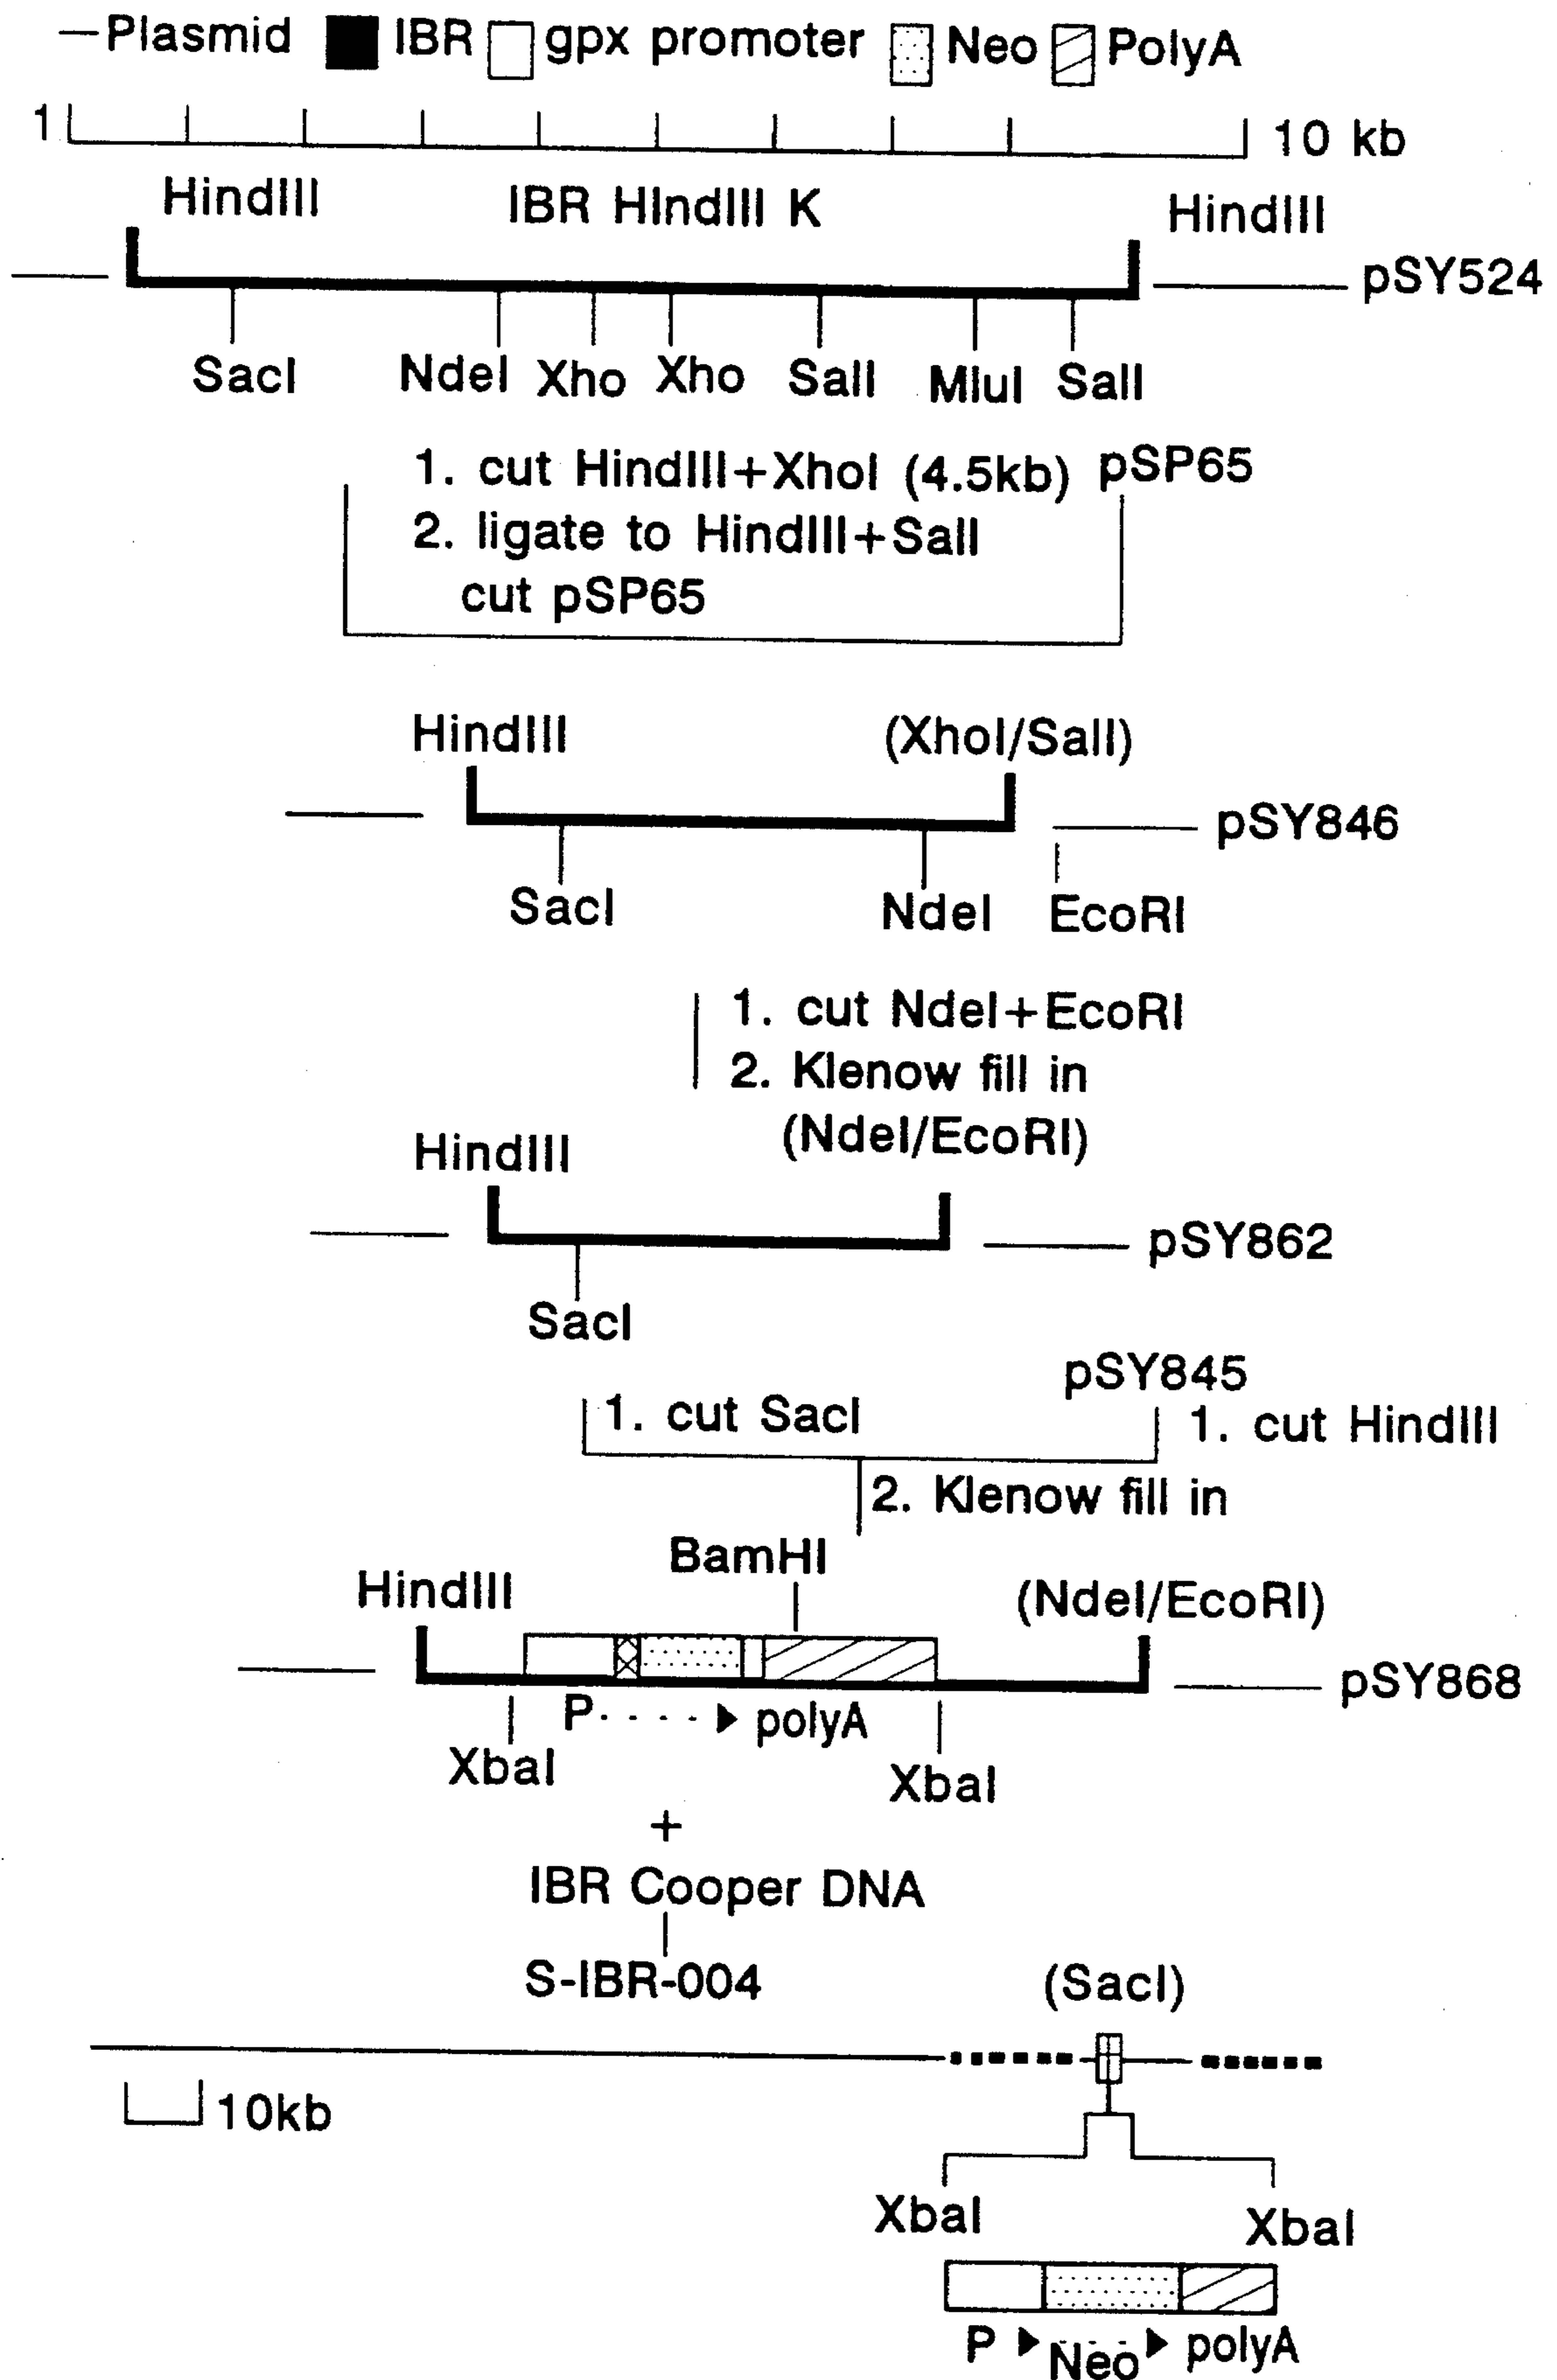 Plasmid IBR gpx promoter Neo PolyA
1 10 kb
HindIII IBR HIndIII K HindIII
pSY524
SacI NdeI Xho Xho SalI MluI SalI
1. cut HindIII+XhoI (4.5kb) pSP65
2. ligate to HindIII+SalI
cut pSP65
HindIII (XhoI/SalI)
pSY846
SacI NdeI EcoRI
1. cut NdeI+EcoRI
2. Klenow fill in
(NdeI/EcoRI)
HindIII
pSY862
SacI
pSY845
1. cut SacI 1. cut HindIII
2. Klenow fill in
BamHI
HindIII (NdeI/EcoRI)
pSY868
P polyA
XbaI XbaI
+
IBR Cooper DNA
S-IBR-004 (SacI)
10kb
XbaI XbaI
P Neo polyA